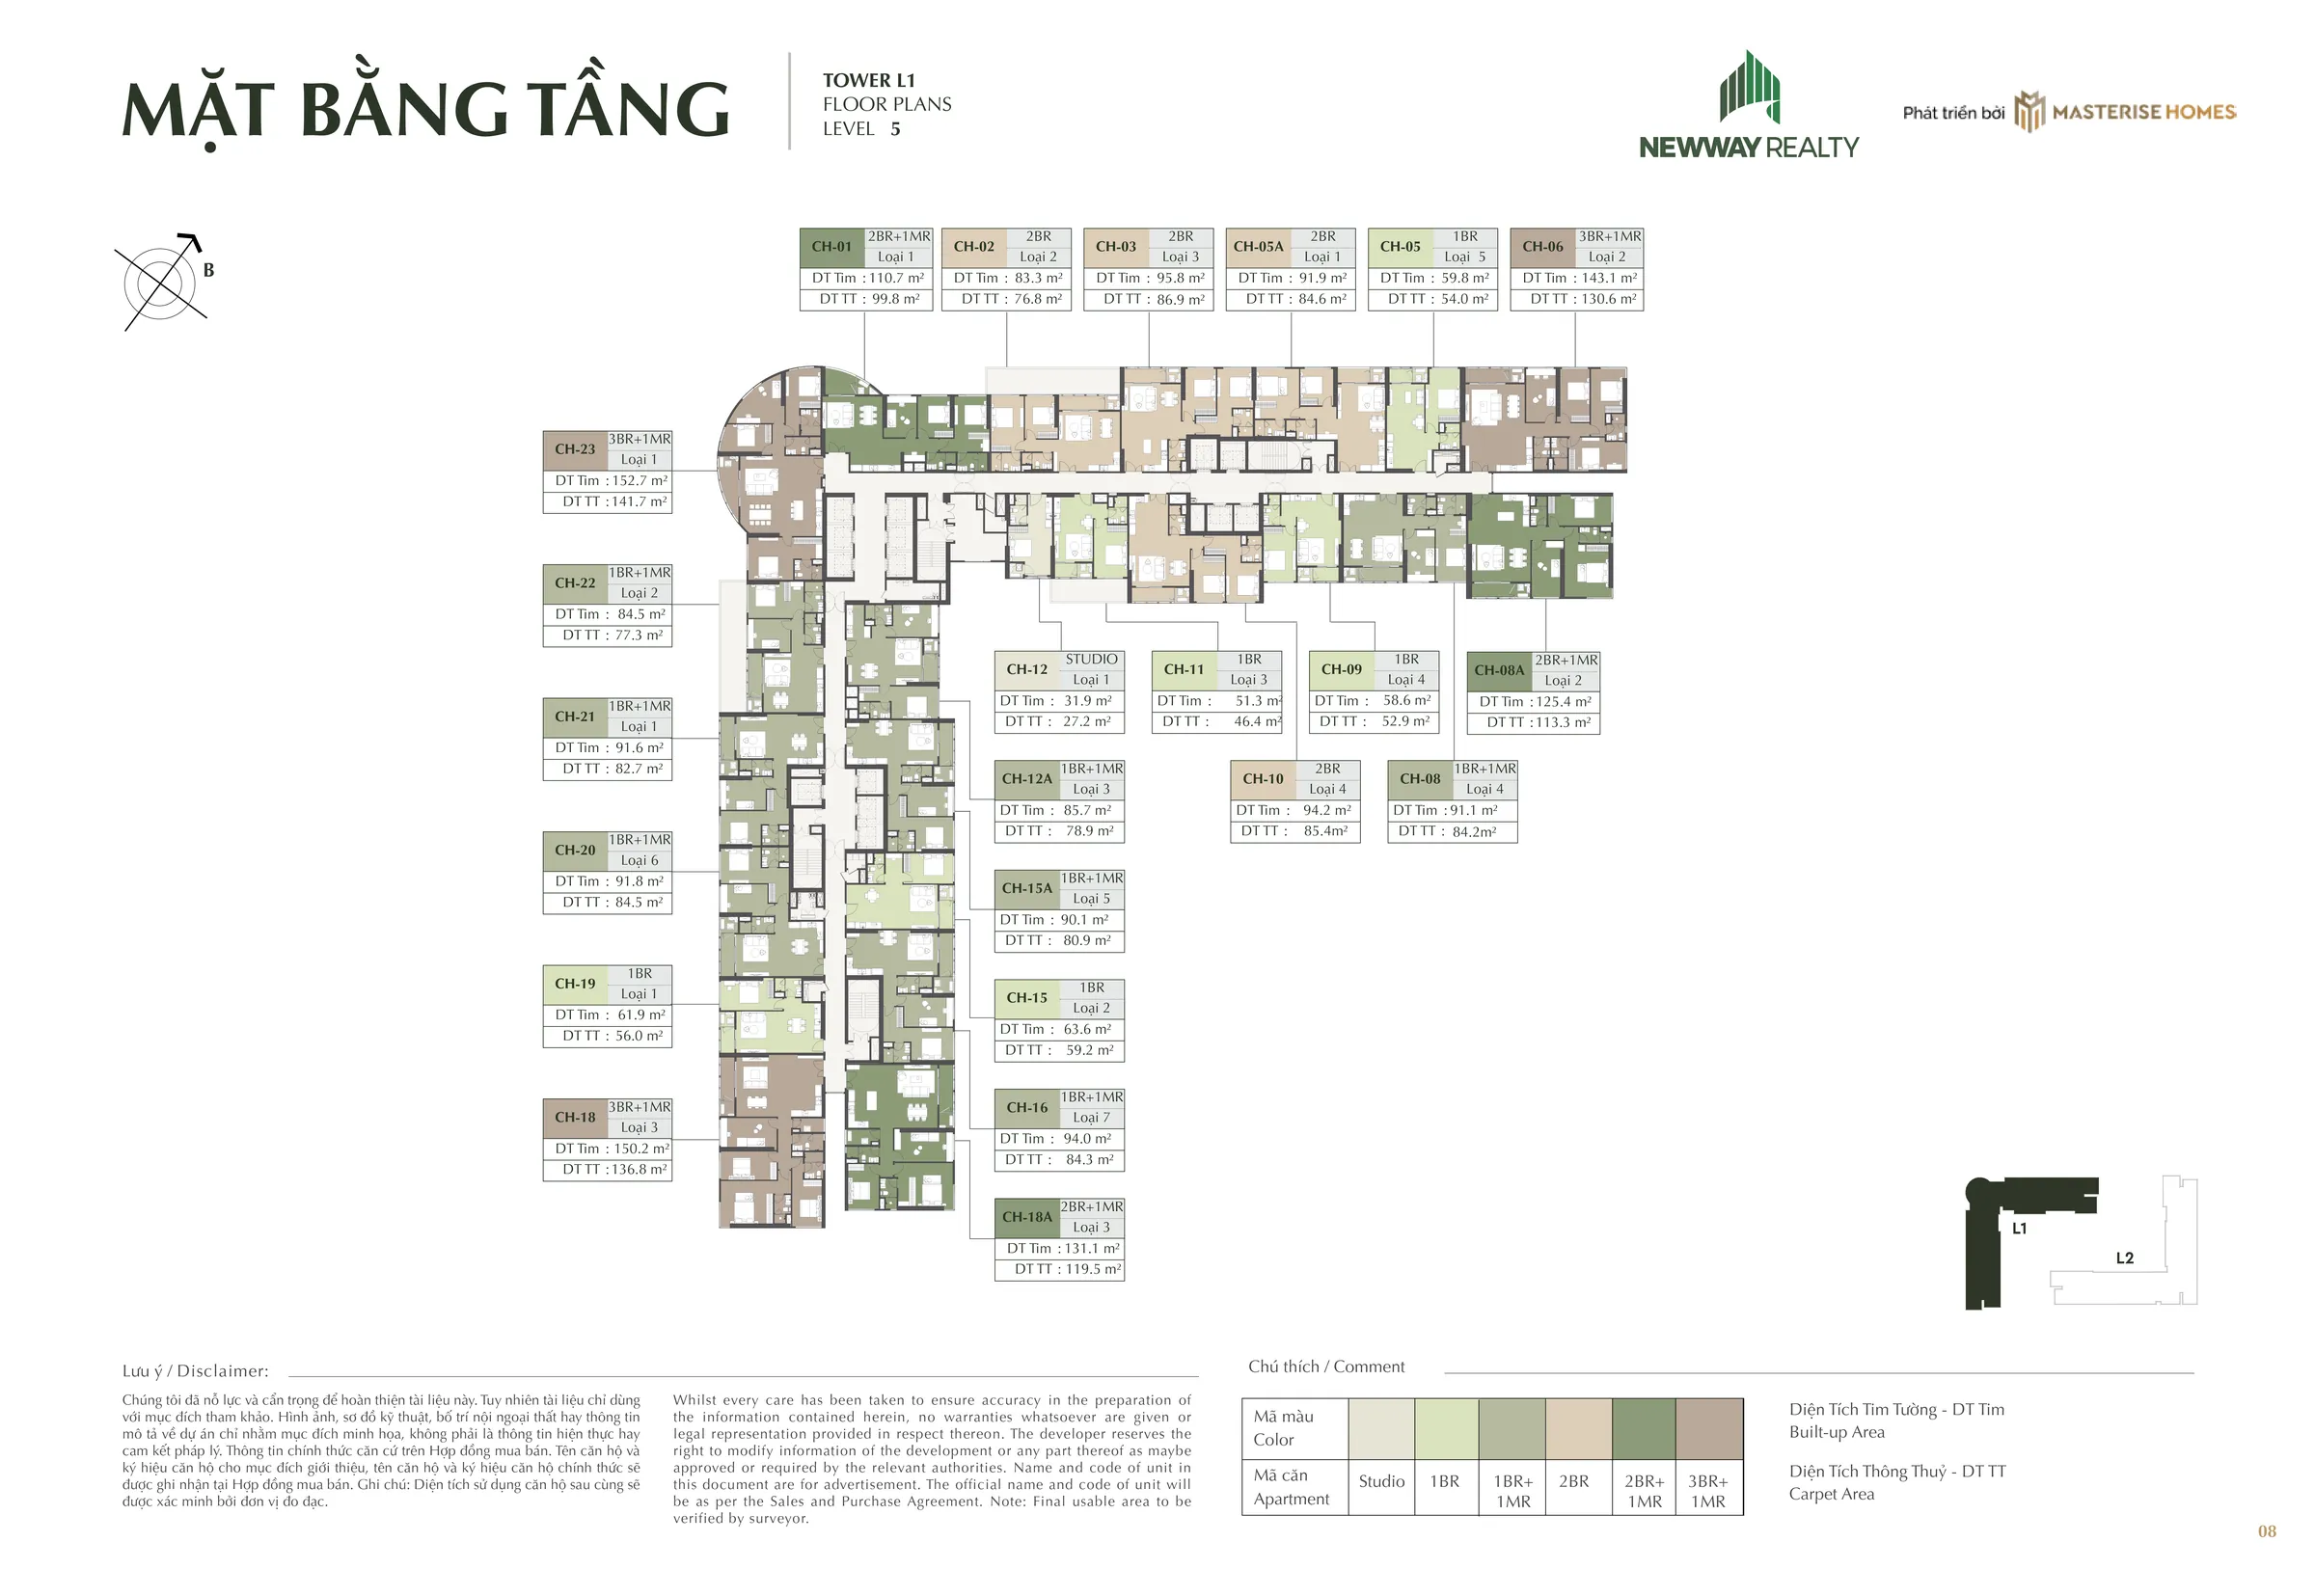 MẶT BẰNG TẦNG
TOWER L1
FLOOR PLANS
LEVEL 5
NEWWAY REALTY
Phát triển bởi MASTERISE HOMES
B
CH-01 2BR+1MR
Loại 1
DT Tim : 110.7 m²
DT TT : 99.8 m²
CH-02 2BR
Loại 2
DT Tim : 83.3 m²
DT TT : 76.8 m²
CH-03 2BR
Loại 3
DT Tim : 95.8 m²
DT TT : 86.9 m²
CH-05A 2BR
Loại 1
DT Tim : 91.9 m²
DT TT : 84.6 m²
CH-05 1BR
Loại 5
DT Tim : 59.8 m²
DT TT : 54.0 m²
CH-06 3BR+1MR
Loại 2
DT Tim : 143.1 m²
DT TT : 130.6 m²
CH-23 3BR+1MR
Loại 1
DT Tim : 152.7 m²
DT TT : 141.7 m²
CH-22 1BR+1MR
Loại 2
DT Tim : 84.5 m²
DT TT : 77.3 m²
CH-21 1BR+1MR
Loại 1
DT Tim : 91.6 m²
DT TT : 82.7 m²
CH-20 1BR+1MR
Loại 6
DT Tim : 91.8 m²
DT TT : 84.5 m²
CH-19 1BR
Loại 1
DT Tim : 61.9 m²
DT TT : 56.0 m²
CH-18 3BR+1MR
Loại 3
DT Tim : 150.2 m²
DT TT : 136.8 m²
CH-12 STUDIO
Loại 1
DT Tim : 31.9 m²
DT TT : 27.2 m²
CH-11 1BR
Loại 3
DT Tim : 51.3 m²
DT TT : 46.4 m²
CH-09 1BR
Loại 4
DT Tim : 58.6 m²
DT TT : 52.9 m²
CH-08A 2BR+1MR
Loại 2
DT Tim : 125.4 m²
DT TT : 113.3 m²
CH-12A 1BR+1MR
Loại 3
DT Tim : 85.7 m²
DT TT : 78.9 m²
CH-10 2BR
Loại 4
DT Tim : 94.2 m²
DT TT : 85.4m²
CH-08 1BR+1MR
Loại 4
DT Tim : 91.1 m²
DT TT : 84.2m²
CH-15A 1BR+1MR
Loại 5
DT Tim : 90.1 m²
DT TT : 80.9 m²
CH-15 1BR
Loại 2
DT Tim : 63.6 m²
DT TT : 59.2 m²
CH-16 1BR+1MR
Loại 7
DT Tim : 94.0 m²
DT TT : 84.3 m²
CH-18A 2BR+1MR
Loại 3
DT Tim : 131.1 m²
DT TT : 119.5 m²
L1
L2
Lưu ý / Disclaimer:
Chúng tôi đã nỗ lực và cẩn trọng để hoàn thiện tài liệu này. Tuy nhiên tài liệu chỉ dùng
với mục đích tham khảo. Hình ảnh, sơ đồ kỹ thuật, bố trí nội ngoại thất hay thông tin
mô tả về dự án chỉ nhằm mục đích minh họa, không phải là thông tin hiện thực hay
cam kết pháp lý. Thông tin chính thức căn cứ trên Hợp đồng mua bán. Tên căn hộ và
ký hiệu căn hộ cho mục đích giới thiệu, tên căn hộ và ký hiệu căn hộ chính thức sẽ
được ghi nhận tại Hợp đồng mua bán. Ghi chú: Diện tích sử dụng căn hộ sau cùng sẽ
được xác minh bởi đơn vị đo đạc.
Whilst every care has been taken to ensure accuracy in the preparation of
the information contained herein, no warranties whatsoever are given or
legal representation provided in respect thereon. The developer reserves the
right to modify information of the development or any part thereof as maybe
approved or required by the relevant authorities. Name and code of unit in
this document are for advertisement. The official name and code of unit will
be as per the Sales and Purchase Agreement. Note: Final usable area to be
verified by surveyor.
Chú thích / Comment
Mã màu
Color
Mã căn
Apartment
Studio
1BR
1BR+
1MR
2BR
2BR+
1MR
3BR+
1MR
Diện Tích Tim Tường - DT Tim
Built-up Area
Diện Tích Thông Thuỷ - DT TT
Carpet Area
08